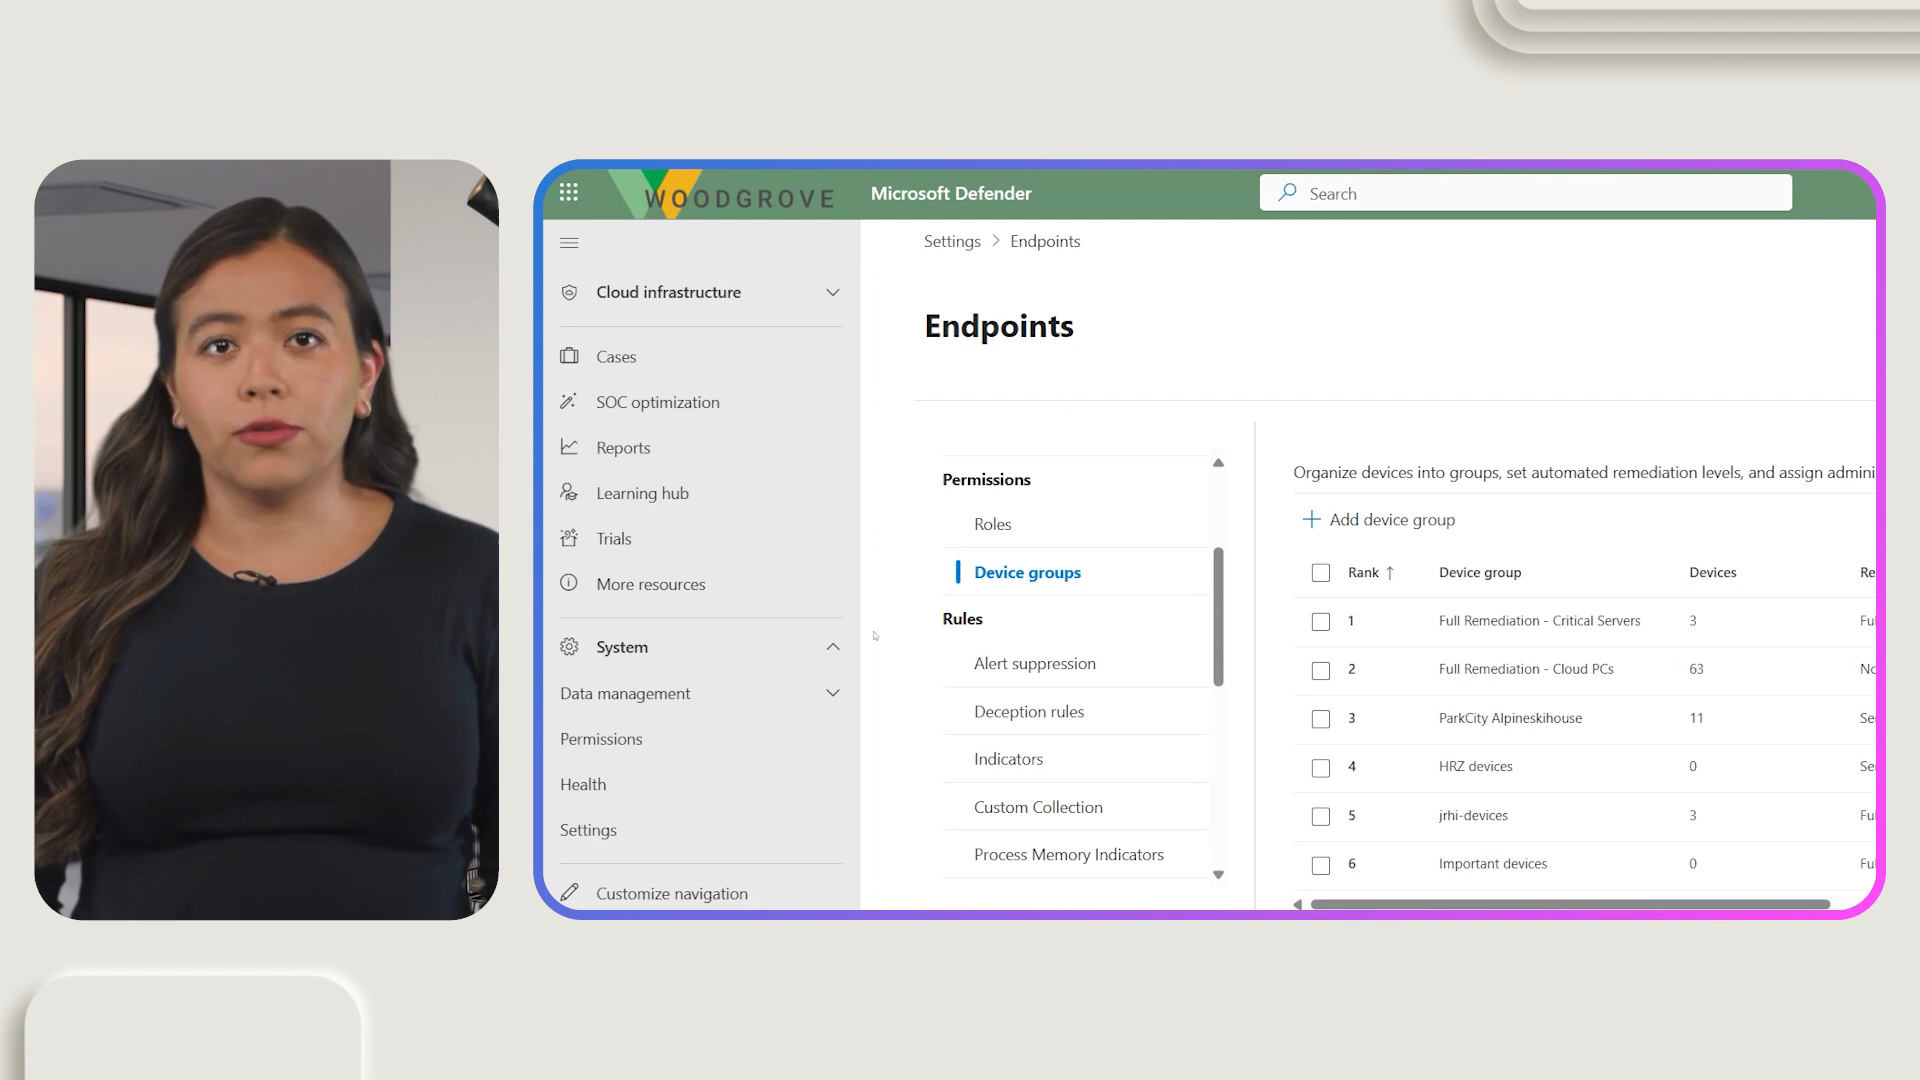 WOODGROVE
Microsoft Defender
Search
Cloud infrastructure
Cases
SOC optimization
Reports
Learning hub
Trials
More resources
System
Data management
Permissions
Health
Settings
Customize navigation
Settings > Endpoints
Endpoints
Permissions
Roles
Device groups
Rules
Alert suppression
Deception rules
Indicators
Custom Collection
Process Memory Indicators
Organize devices into groups, set automated remediation levels, and assign admini
Add device group
Rank ↑ Device group Devices Re
1 Full Remediation - Critical Servers 3 Fu
2 Full Remediation - Cloud PCs 63 No
3 ParkCity Alpineskihouse 11 Se
4 HRZ devices 0 Se
5 jrhi-devices 3 Fu
6 Important devices 0 Fu